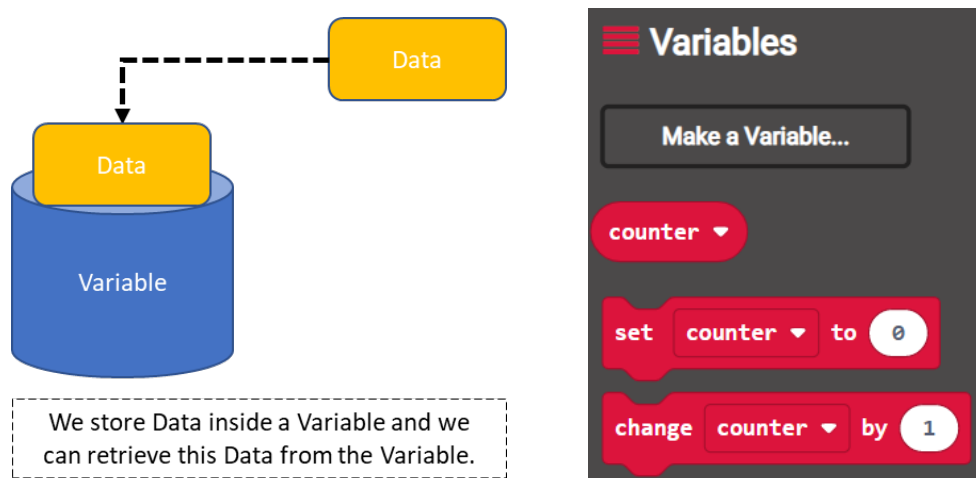 Data
Data
Variable
We store Data inside a Variable and we
can retrieve this Data from the Variable.
Variables
Make a Variable...
counter
set counter to 0
change counter by 1